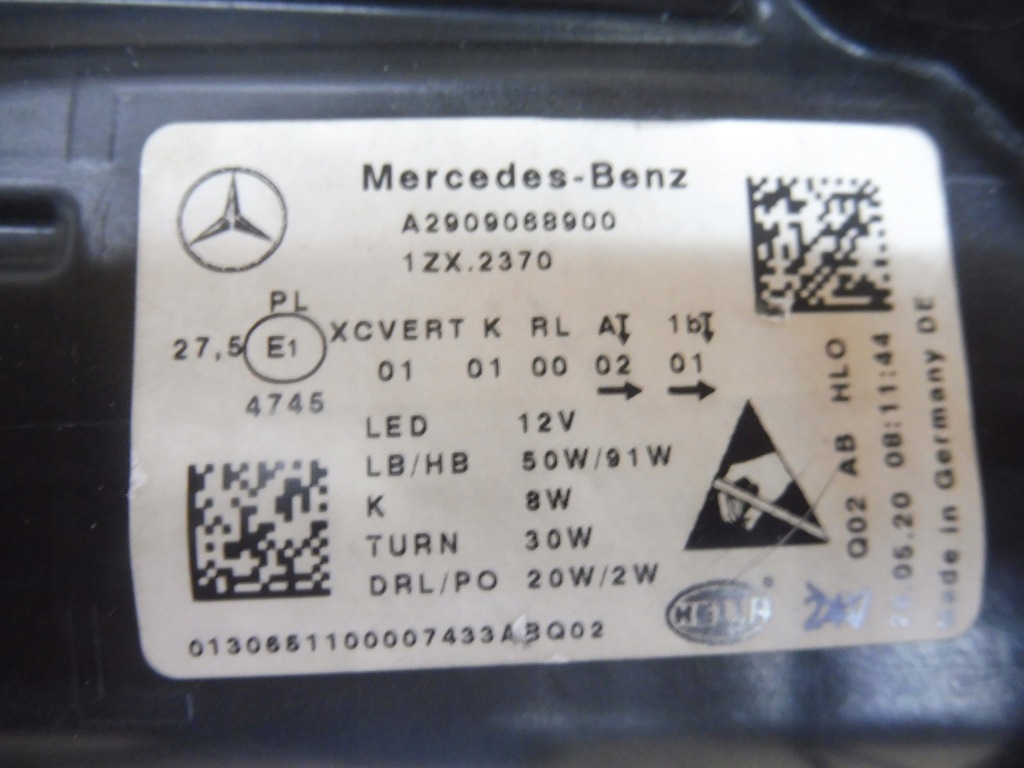 Mercedes-Benz
A2909068900
1ZX.2370
PL
27,5 E1 XCVERT K RL A 1b
01 01 00 02 01
4745
LED 12V
LB/HB 50W/91W
K 8W
TURN 30W
DRL/PO 20W/2W
0130651100007433ABQ02
HELLA
Q02 AB HLO
05.20 08:11:44
Made in Germany DE